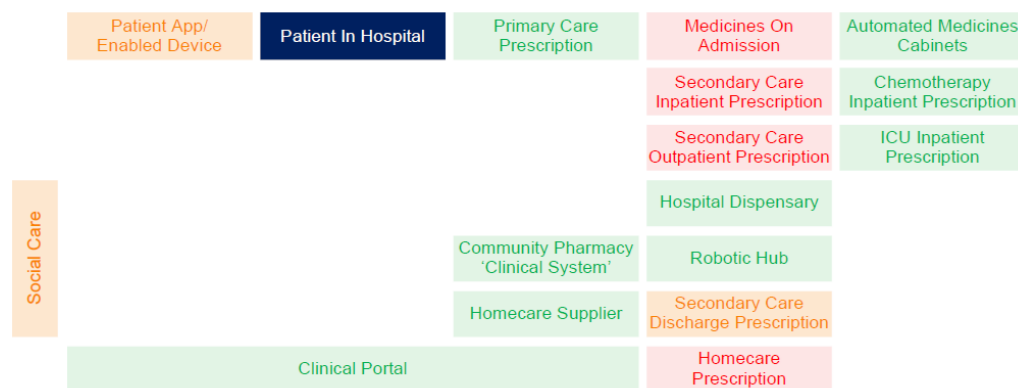 Patient App/
Enabled Device
Patient In Hospital
Primary Care
Prescription
Medicines On
Admission
Automated Medicines
Cabinets
Secondary Care
Inpatient Prescription
Chemotherapy
Inpatient Prescription
Secondary Care
Outpatient Prescription
ICU Inpatient
Prescription
Social Care
Hospital Dispensary
Community Pharmacy
‘Clinical System’
Robotic Hub
Homecare Supplier
Secondary Care
Discharge Prescription
Clinical Portal
Homecare
Prescription